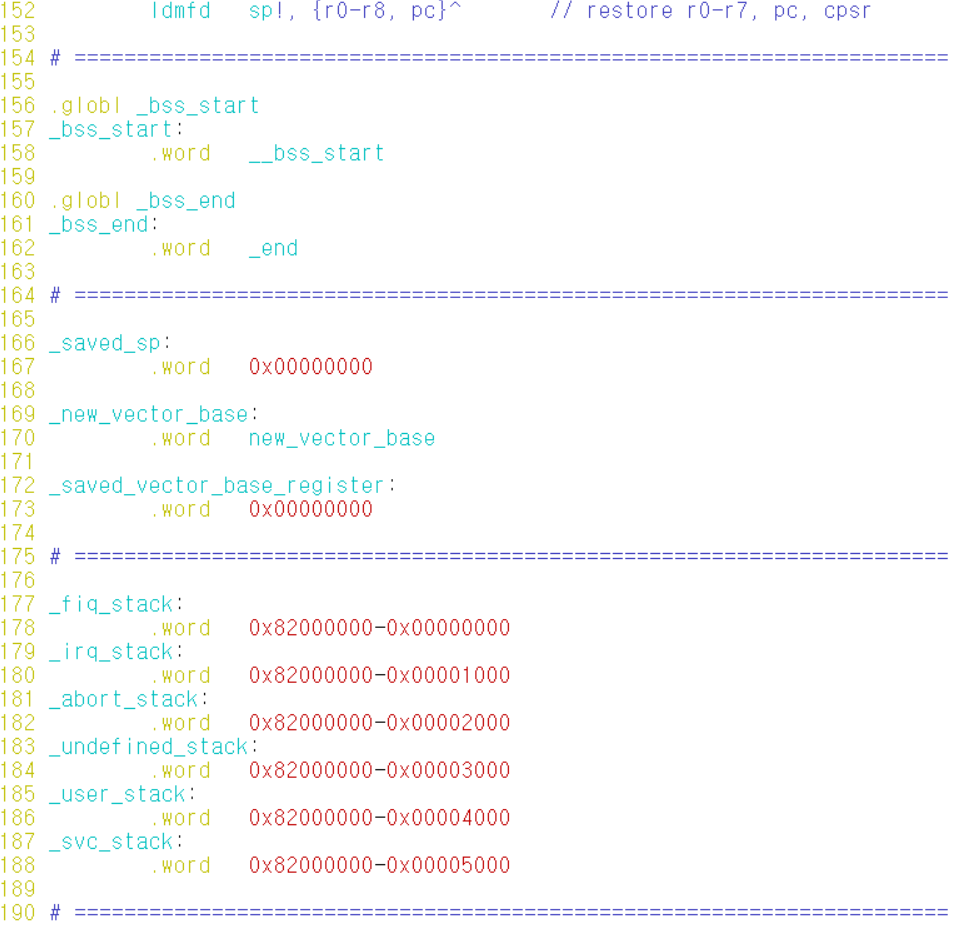 152         ldmfd   sp!, {r0-r8, pc}^       // restore r0-r7, pc, cpsr
153
154 # ======================================================================
155
156 .globl _bss_start
157 _bss_start:
158         .word   __bss_start
159
160 .globl _bss_end
161 _bss_end:
162         .word   _end
163
164 # ======================================================================
165
166 _saved_sp:
167         .word   0x00000000
168
169 _new_vector_base:
170         .word   new_vector_base
171
172 _saved_vector_base_register:
173         .word   0x00000000
174
175 # ======================================================================
176
177 _fiq_stack:
178         .word   0x82000000-0x00000000
179 _irq_stack:
180         .word   0x82000000-0x00001000
181 _abort_stack:
182         .word   0x82000000-0x00002000
183 _undefined_stack:
184         .word   0x82000000-0x00003000
185 _user_stack:
186         .word   0x82000000-0x00004000
187 _svc_stack:
188         .word   0x82000000-0x00005000
189
190 # ======================================================================